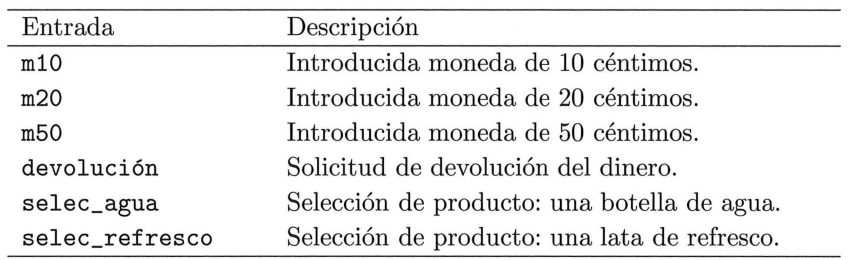 Entrada Descripción
m10 Introducida moneda de 10 céntimos.
m20 Introducida moneda de 20 céntimos.
m50 Introducida moneda de 50 céntimos.
devolución Solicitud de devolución del dinero.
selec_agua Selección de producto: una botella de agua.
selec_refresco Selección de producto: una lata de refresco.